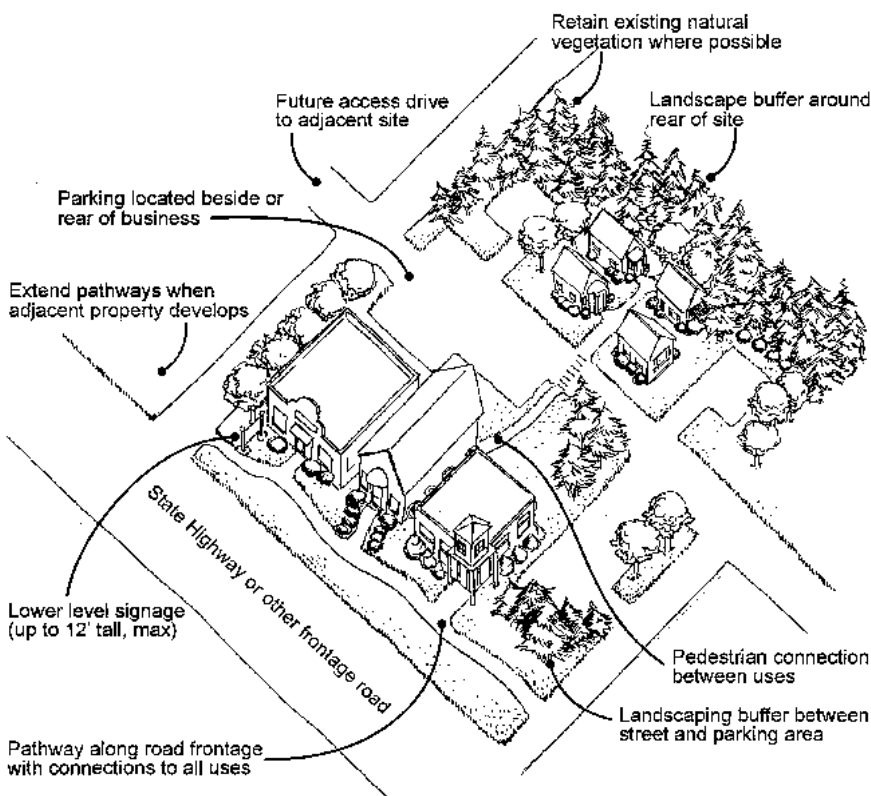 Retain existing natural
vegetation where possible
Future access drive
to adjacent site
Landscape buffer around
rear of site
Parking located beside or
rear of business
Extend pathways when
adjacent property develops
State Highway or other frontage road
Lower level signage
(up to 12' tall, max)
Pedestrian connection
between uses
Landscaping buffer between
street and parking area
Pathway along road frontage
with connections to all uses